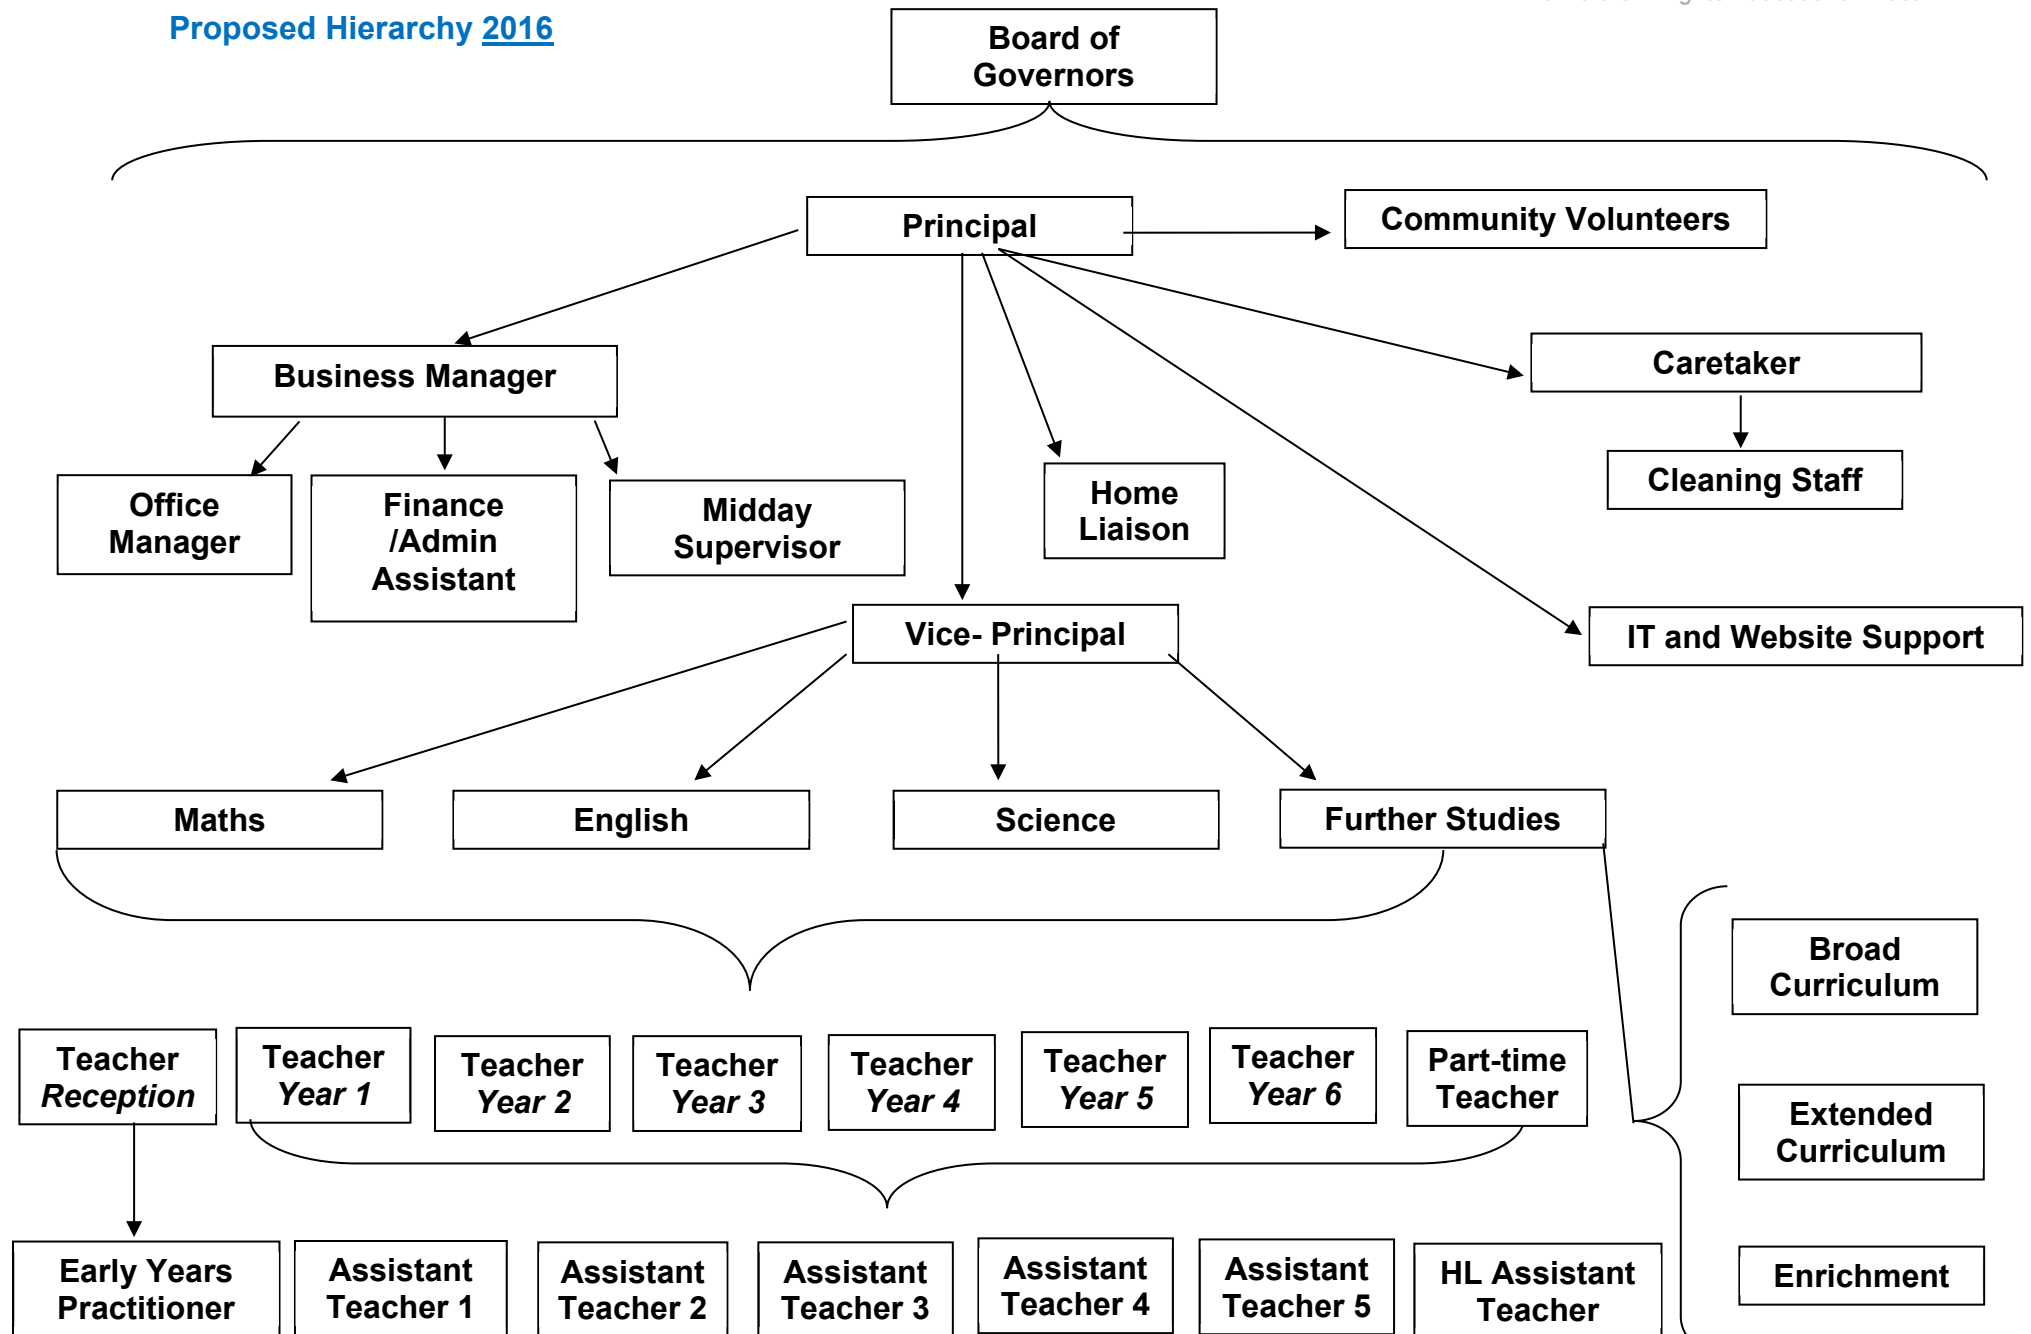 Proposed Hierarchy 2016
Board of
Governors
Principal
Community Volunteers
Business Manager
Caretaker
Office
Manager
Finance
/Admin
Assistant
Midday
Supervisor
Home
Liaison
Cleaning Staff
Vice- Principal
IT and Website Support
Maths
English
Science
Further Studies
Broad
Curriculum
Teacher
Reception
Teacher
Year 1
Teacher
Year 2
Teacher
Year 3
Teacher
Year 4
Teacher
Year 5
Teacher
Year 6
Part-time
Teacher
Extended
Curriculum
Early Years
Practitioner
Assistant
Teacher 1
Assistant
Teacher 2
Assistant
Teacher 3
Assistant
Teacher 4
Assistant
Teacher 5
HL Assistant
Teacher
Enrichment